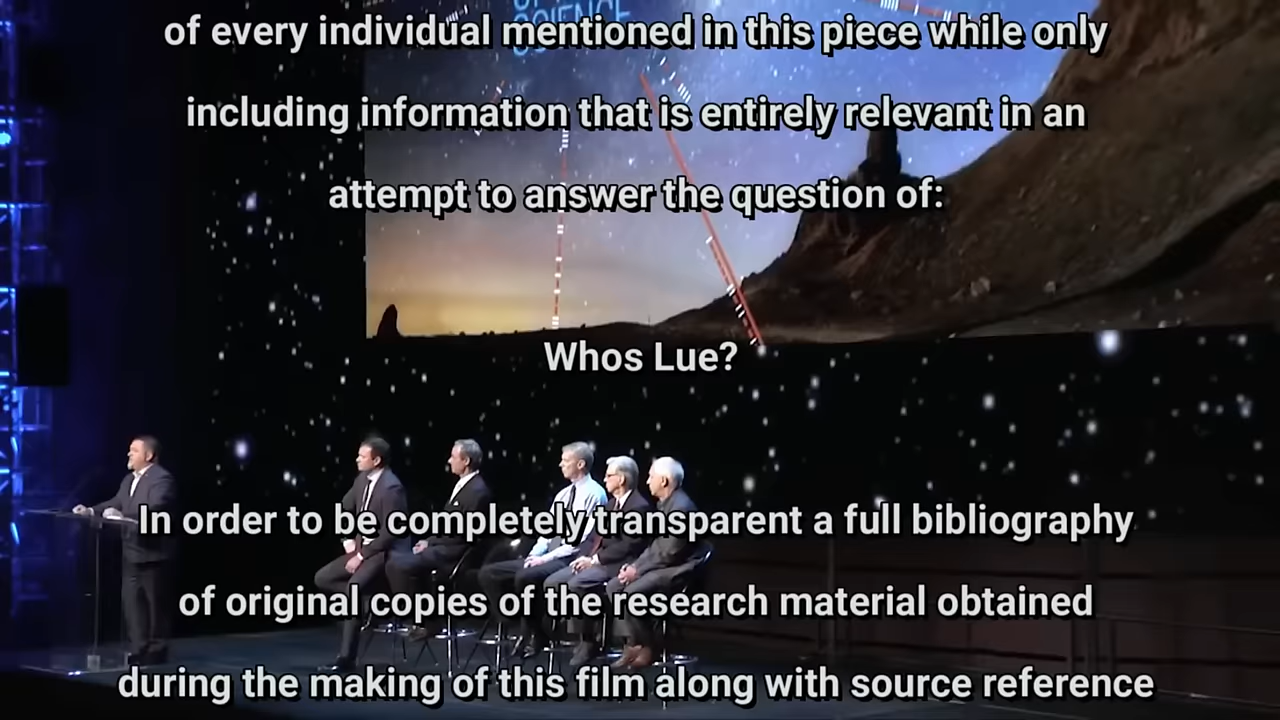 SCIENCE
of every individual mentioned in this piece while only
including information that is entirely relevant in an
attempt to answer the question of:
Whos Lue?
In order to be completely transparent a full bibliography
of original copies of the research material obtained
during the making of this film along with source reference